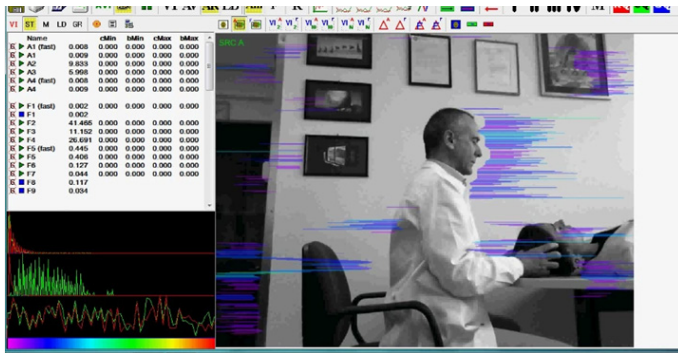 VI ST M LD GR
Name cMin bMin cMax bMax
A1 (fast) 0.008 0.000 0.000 0.000 0.000
A1 0.009 0.000 0.000 0.000 0.000
A2 9.833 0.000 0.000 0.000 0.000
A3 5.998 0.000 0.000 0.000 0.000
A4 (fast) 0.008 0.000 0.000 0.000 0.000
A4 0.009 0.000 0.000 0.000 0.000
F1 (fast) 0.002 0.000 0.000 0.000 0.000
F1 0.002
F2 41.465 0.000 0.000 0.000 0.000
F3 11.152 0.000 0.000 0.000 0.000
F4 26.691 0.000 0.000 0.000 0.000
F5 (fast) 0.445 0.000 0.000 0.000 0.000
F5 0.406 0.000 0.000 0.000 0.000
F6 0.127 0.000 0.000 0.000 0.000
F7 0.044 0.000 0.000 0.000 0.000
F8 0.117
F9 0.034
SRC A